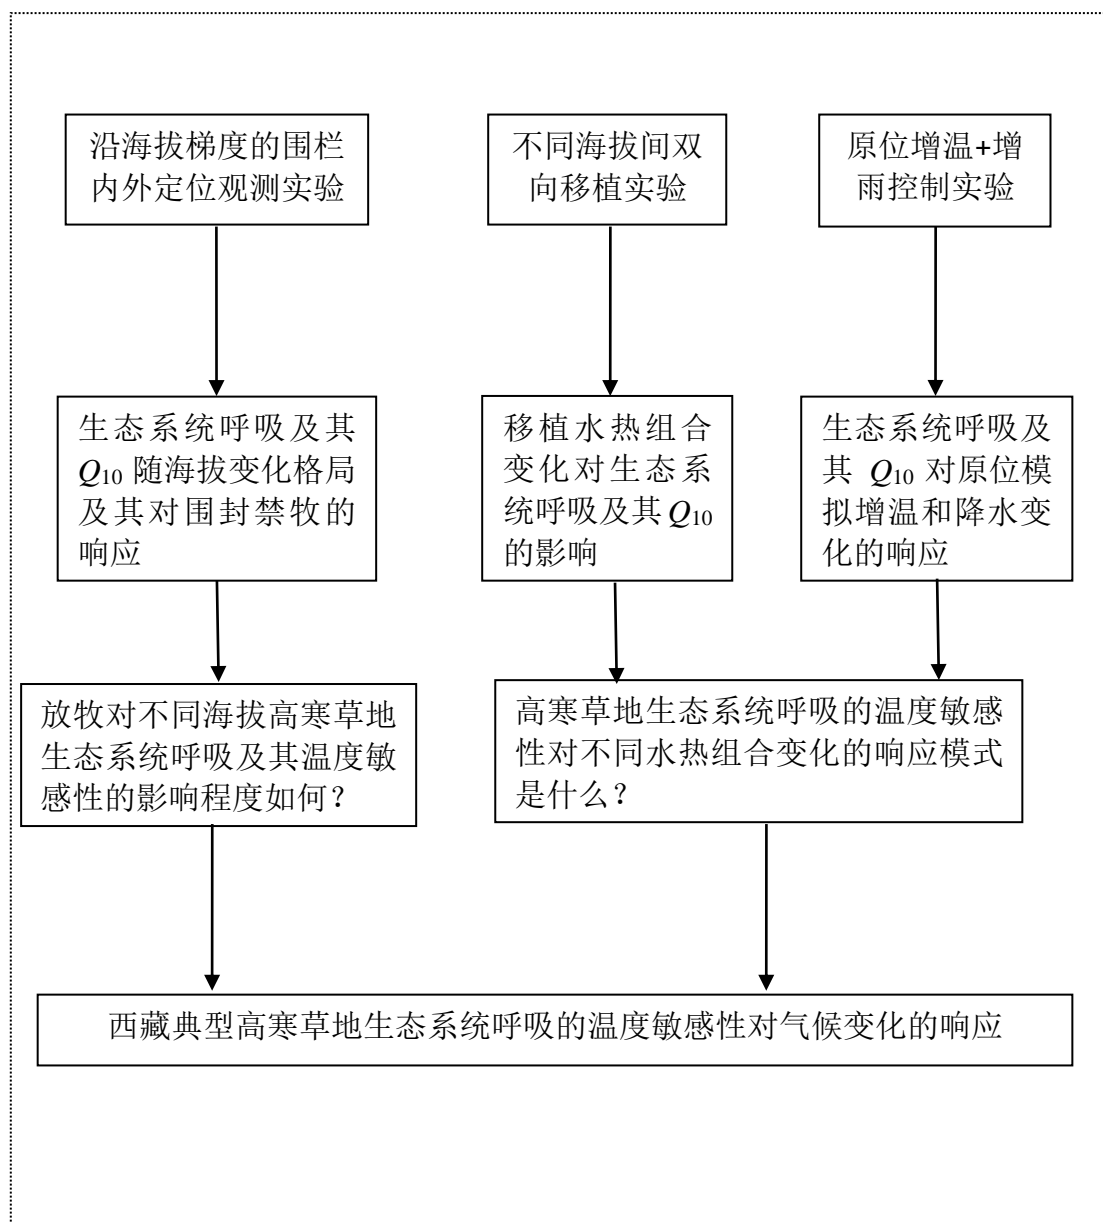 沿海拔梯度的围栏
内外定位观测实验
不同海拔间双
向移植实验
原位增温+增
雨控制实验
生态系统呼吸及其
Q10 随海拔变化格局
及其对围封禁牧的
响应
移植水热组合
变化对生态系
统呼吸及其 Q10
的影响
生态系统呼吸及
其 Q10 对原位模
拟增温和降水变
化的响应
放牧对不同海拔高寒草地
生态系统呼吸及其温度敏
感性的影响程度如何？
高寒草地生态系统呼吸的温度敏感
性对不同水热组合变化的响应模式
是什么？
西藏典型高寒草地生态系统呼吸的温度敏感性对气候变化的响应